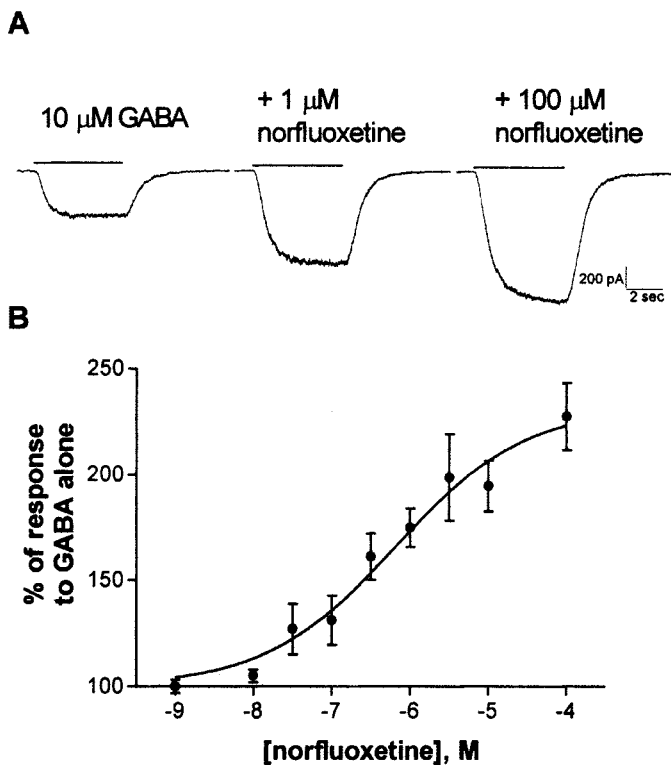 A
10 μM GABA
+ 1 μM
norfluoxetine
+ 100 μM
norfluoxetine
200 pA
2 sec
B
% of response
to GABA alone
250
200
150
100
-9 -8 -7 -6 -5 -4
[norfluoxetine], M